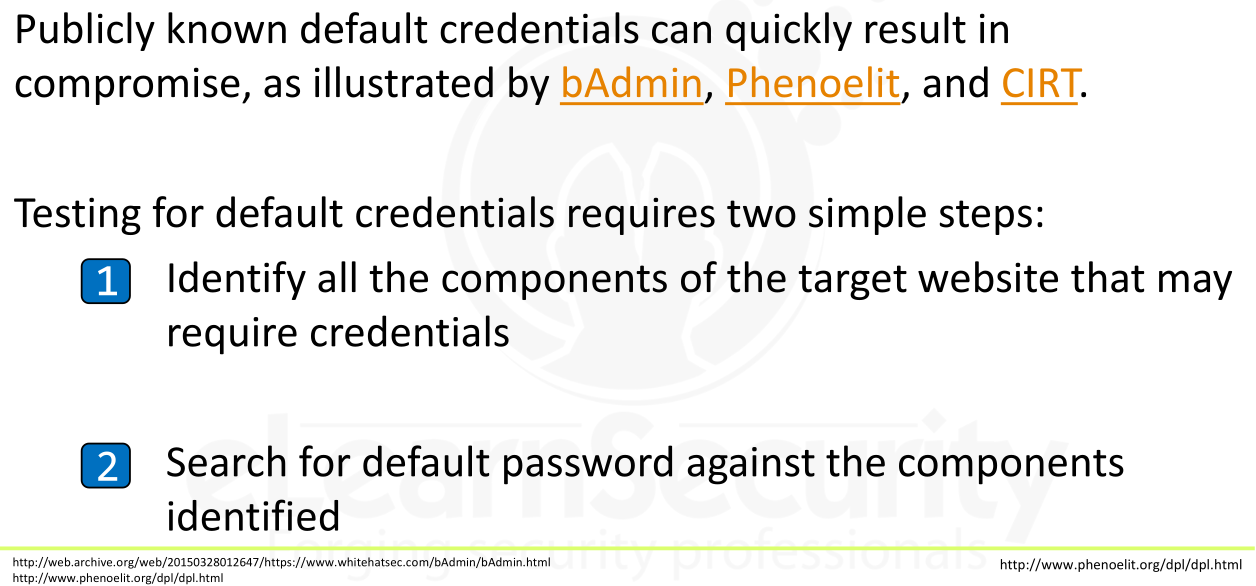 Publicly known default credentials can quickly result in
compromise, as illustrated by bAdmin, Phenoelit, and CIRT.
Testing for default credentials requires two simple steps:
1 Identify all the components of the target website that may
require credentials
2 Search for default password against the components
identified
eLearnSecurity
Forging security professionals
http://web.archive.org/web/20150328012647/https://www.whitehatsec.com/bAdmin/bAdmin.html
http://www.phenoelit.org/dpl/dpl.html
http://www.phenoelit.org/dpl/dpl.html